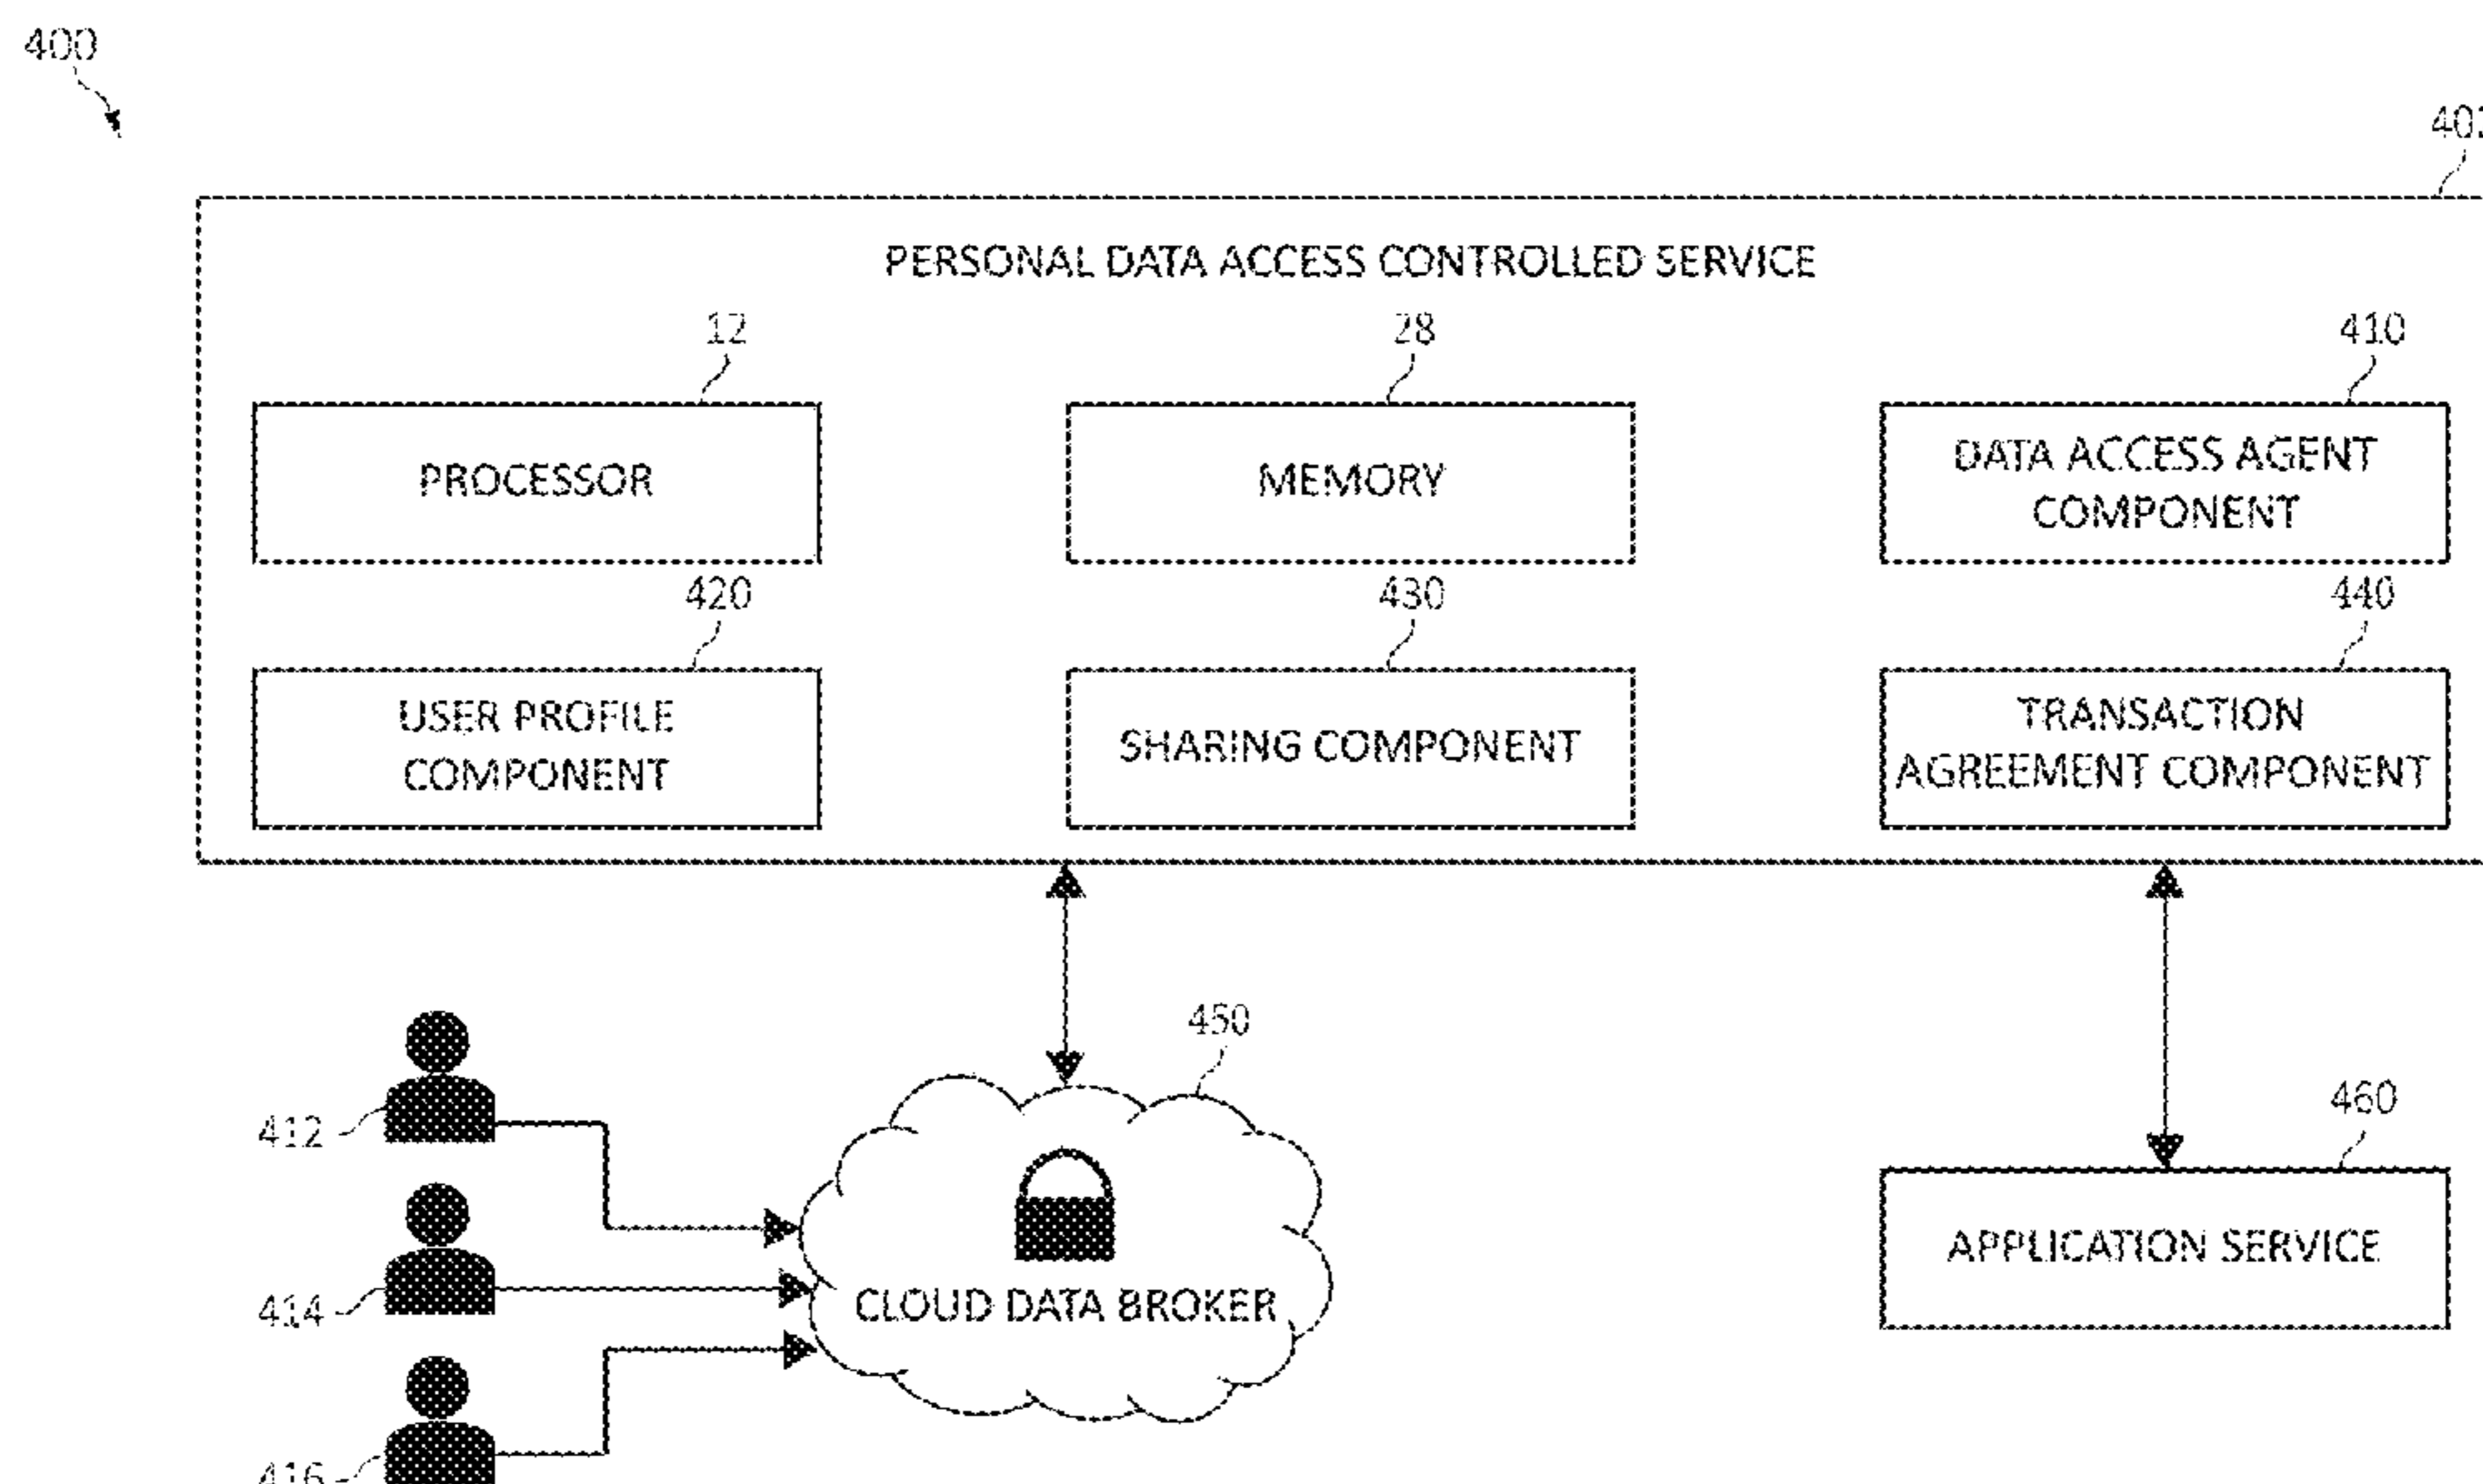 400
PERSONAL DATA ACCESS CONTROLLED SERVICE
12
28
410
PROCESSOR
MEMORY
DATA ACCESS AGENT
COMPONENT
420
430
440
USER PROFILE
COMPONENT
SHARING COMPONENT
TRANSACTION
AGREEMENT COMPONENT
450
460
412
414
416
CLOUD DATA BROKER
APPLICATION SERVICE